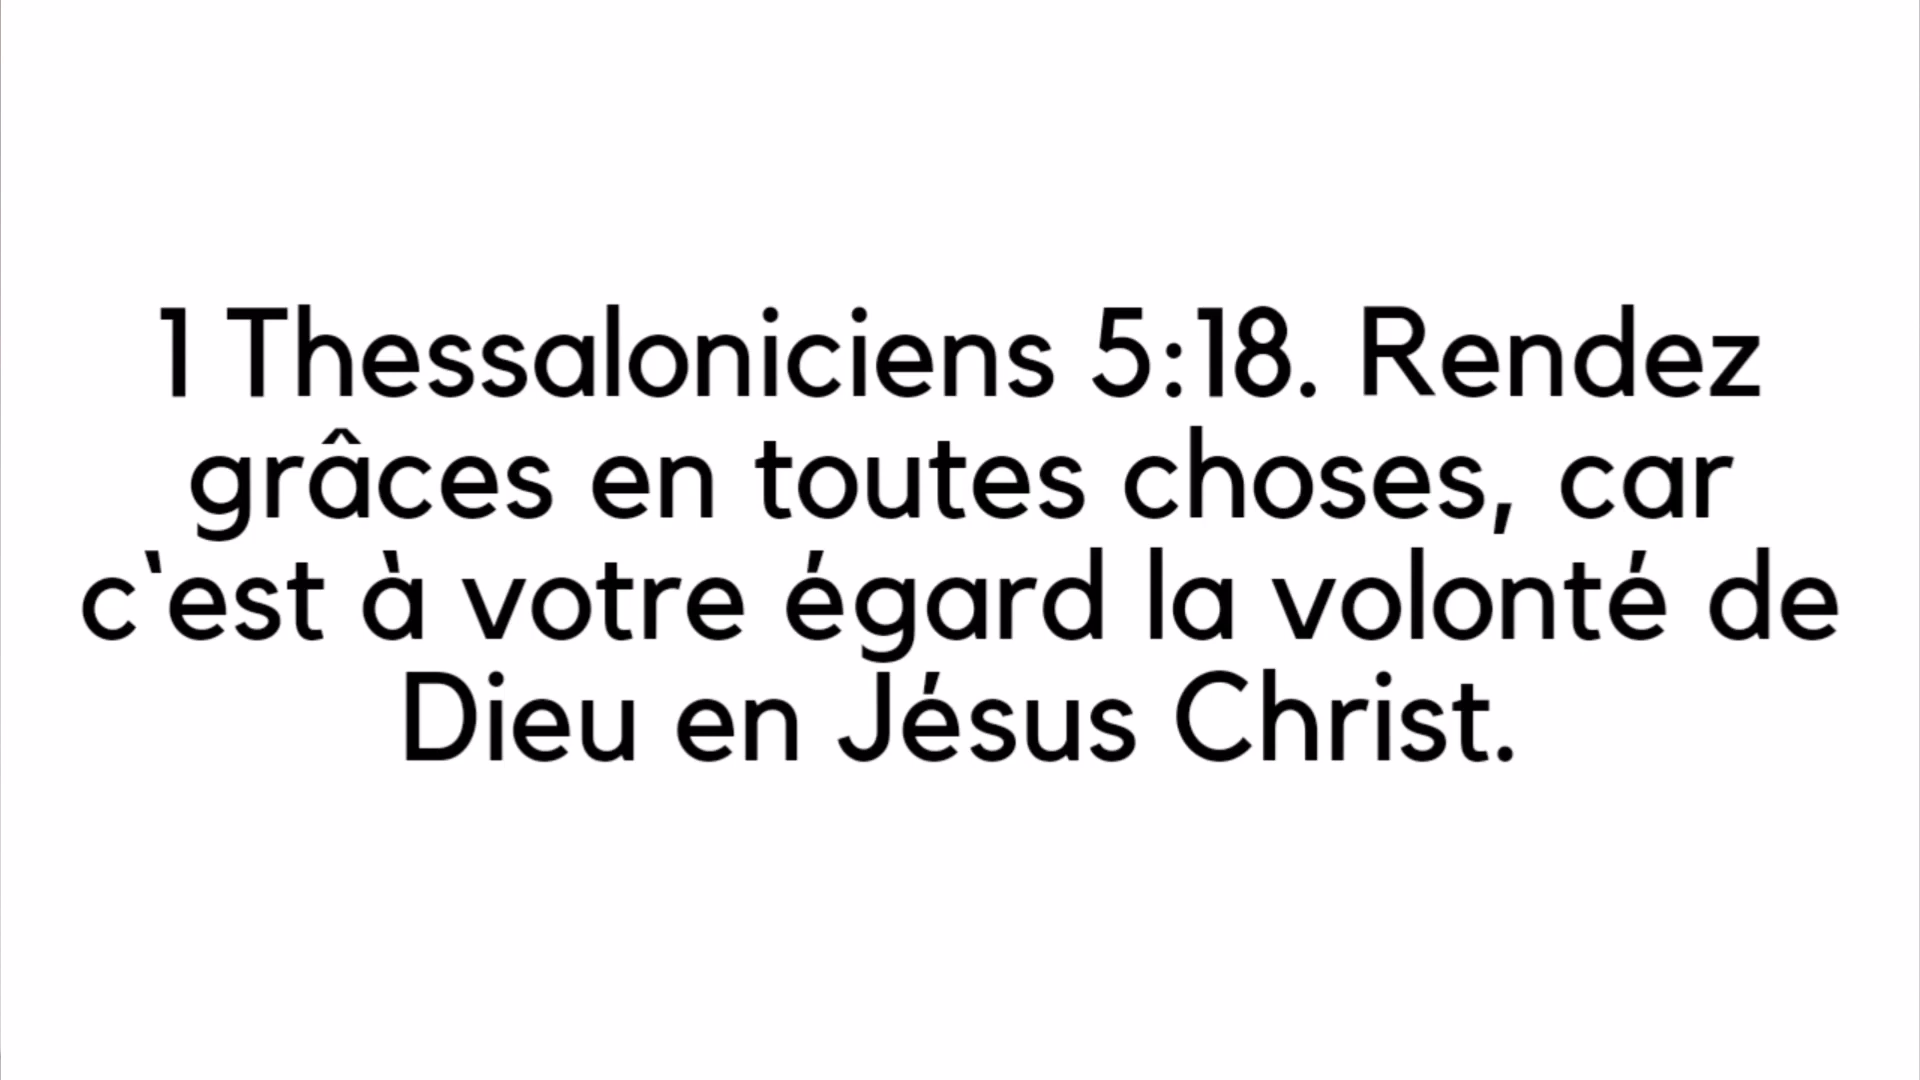 1 Thessaloniciens 5:18. Rendez
grâces en toutes choses, car
c‛est à votre égard la volonté de
Dieu en Jésus Christ.